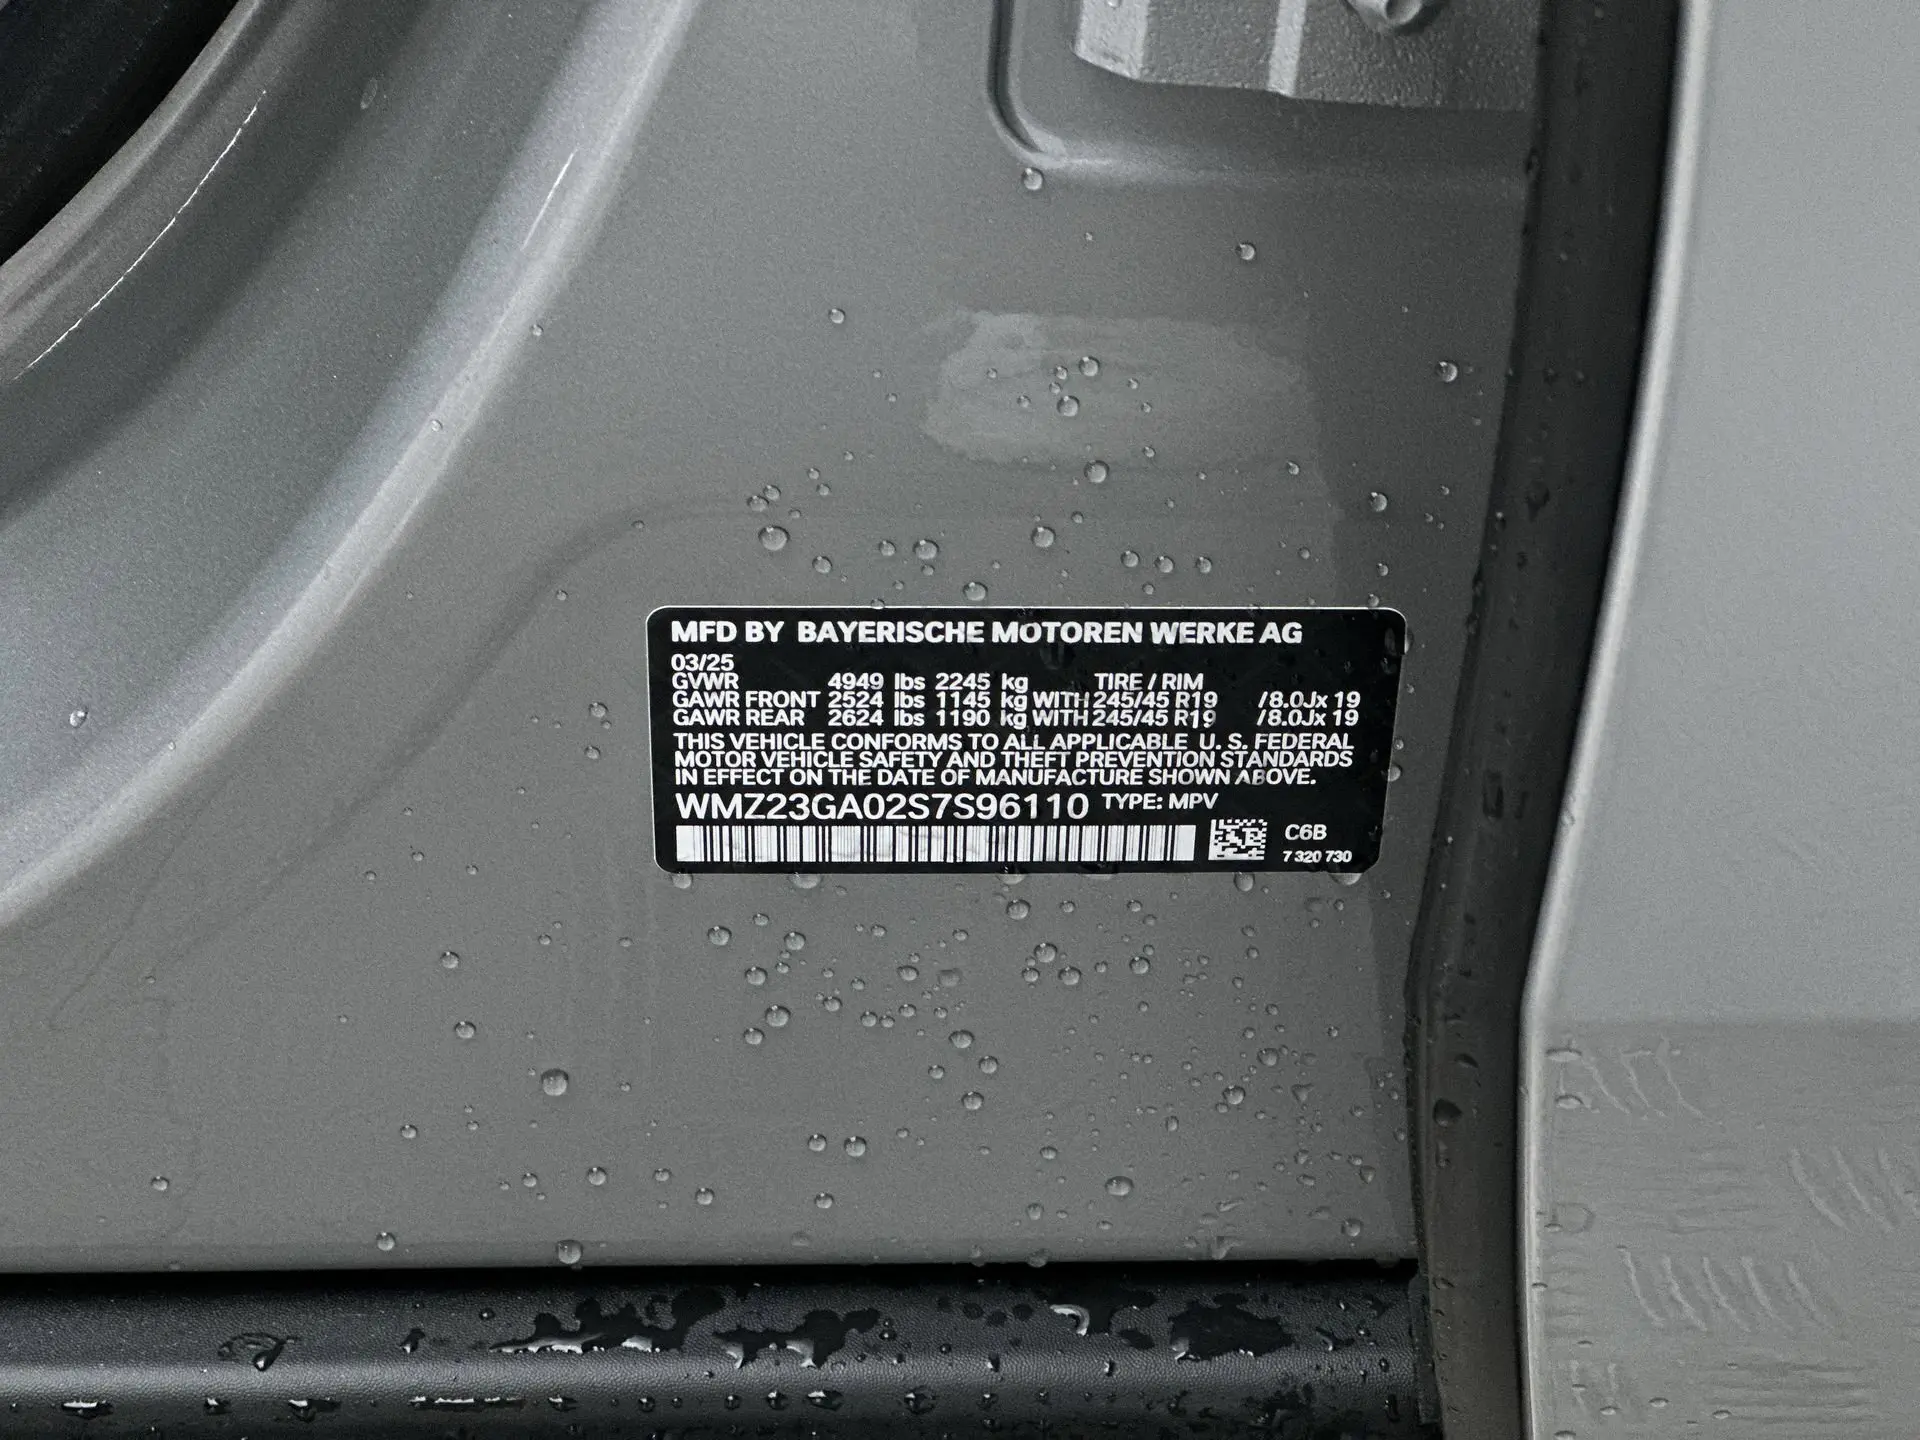 MFD BY BAYERISCHE MOTOREN WERKE AG
03/25
GVWR 4949 lbs 2245 kg TIRE / RIM
GAWR FRONT 2524 lbs 1145 kg WITH 245/45 R19 /8.0Jx 19
GAWR REAR 2624 lbs 1190 kg WITH 245/45 R19 /8.0Jx 19
THIS VEHICLE CONFORMS TO ALL APPLICABLE U. S. FEDERAL
MOTOR VEHICLE SAFETY AND THEFT PREVENTION STANDARDS
IN EFFECT ON THE DATE OF MANUFACTURE SHOWN ABOVE.
WMZ23GA02S7S96110 TYPE: MPV
C6B
7 320 730